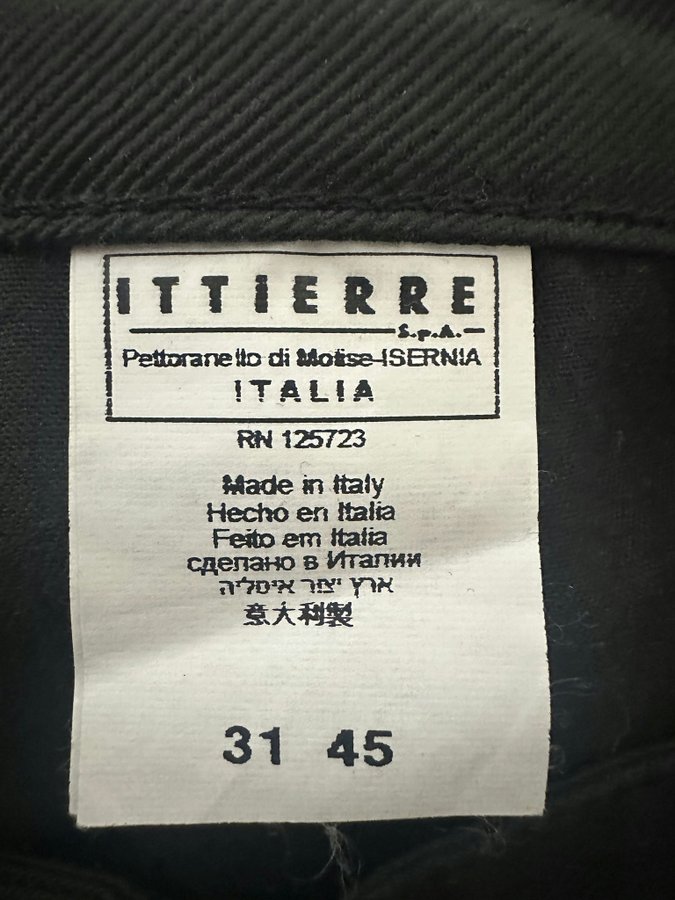 ITTIERRE
S.p.A.
Pettoranello di Molise-ISERNIA
ITALIA
RN 125723
Made in Italy
Hecho en Italia
Feito em Italia
сделано в Италии
ארץ יצור איטליה
意大利製
31 45